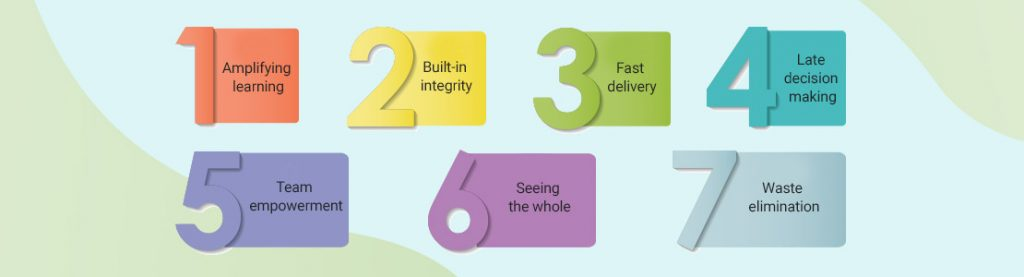 1
Amplifying
learning
2
Built-in
integrity
3
Fast
delivery
4
Late
decision
making
5
Team
empowerment
6
Seeing
the whole
7
Waste
elimination